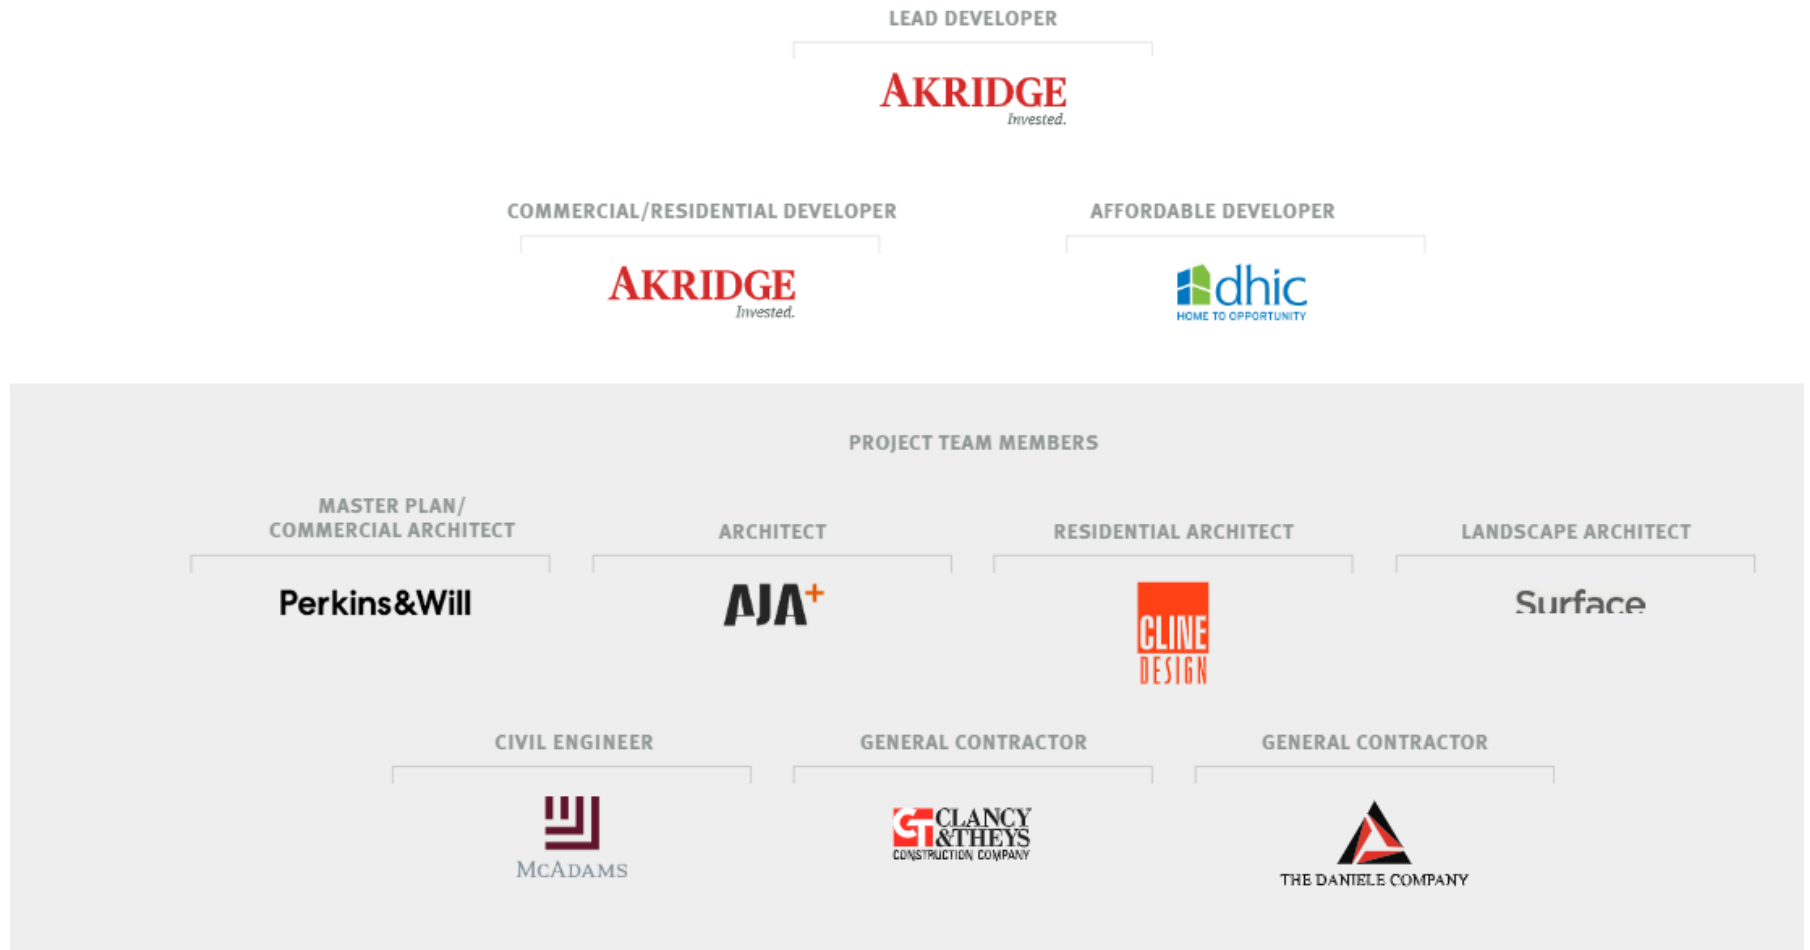 LEAD DEVELOPER
AKRIDGE
Invested.
COMMERCIAL/RESIDENTIAL DEVELOPER
AKRIDGE
Invested.
AFFORDABLE DEVELOPER
dhic
HOME TO OPPORTUNITY
PROJECT TEAM MEMBERS
MASTER PLAN/
COMMERCIAL ARCHITECT
Perkins&Will
ARCHITECT
AJA+
RESIDENTIAL ARCHITECT
CLINE
DESIGN
LANDSCAPE ARCHITECT
Surface
CIVIL ENGINEER
MCADAMS
GENERAL CONTRACTOR
CT CLANCY
&THEYS
CONSTRUCTION COMPANY
GENERAL CONTRACTOR
THE DANIELE COMPANY